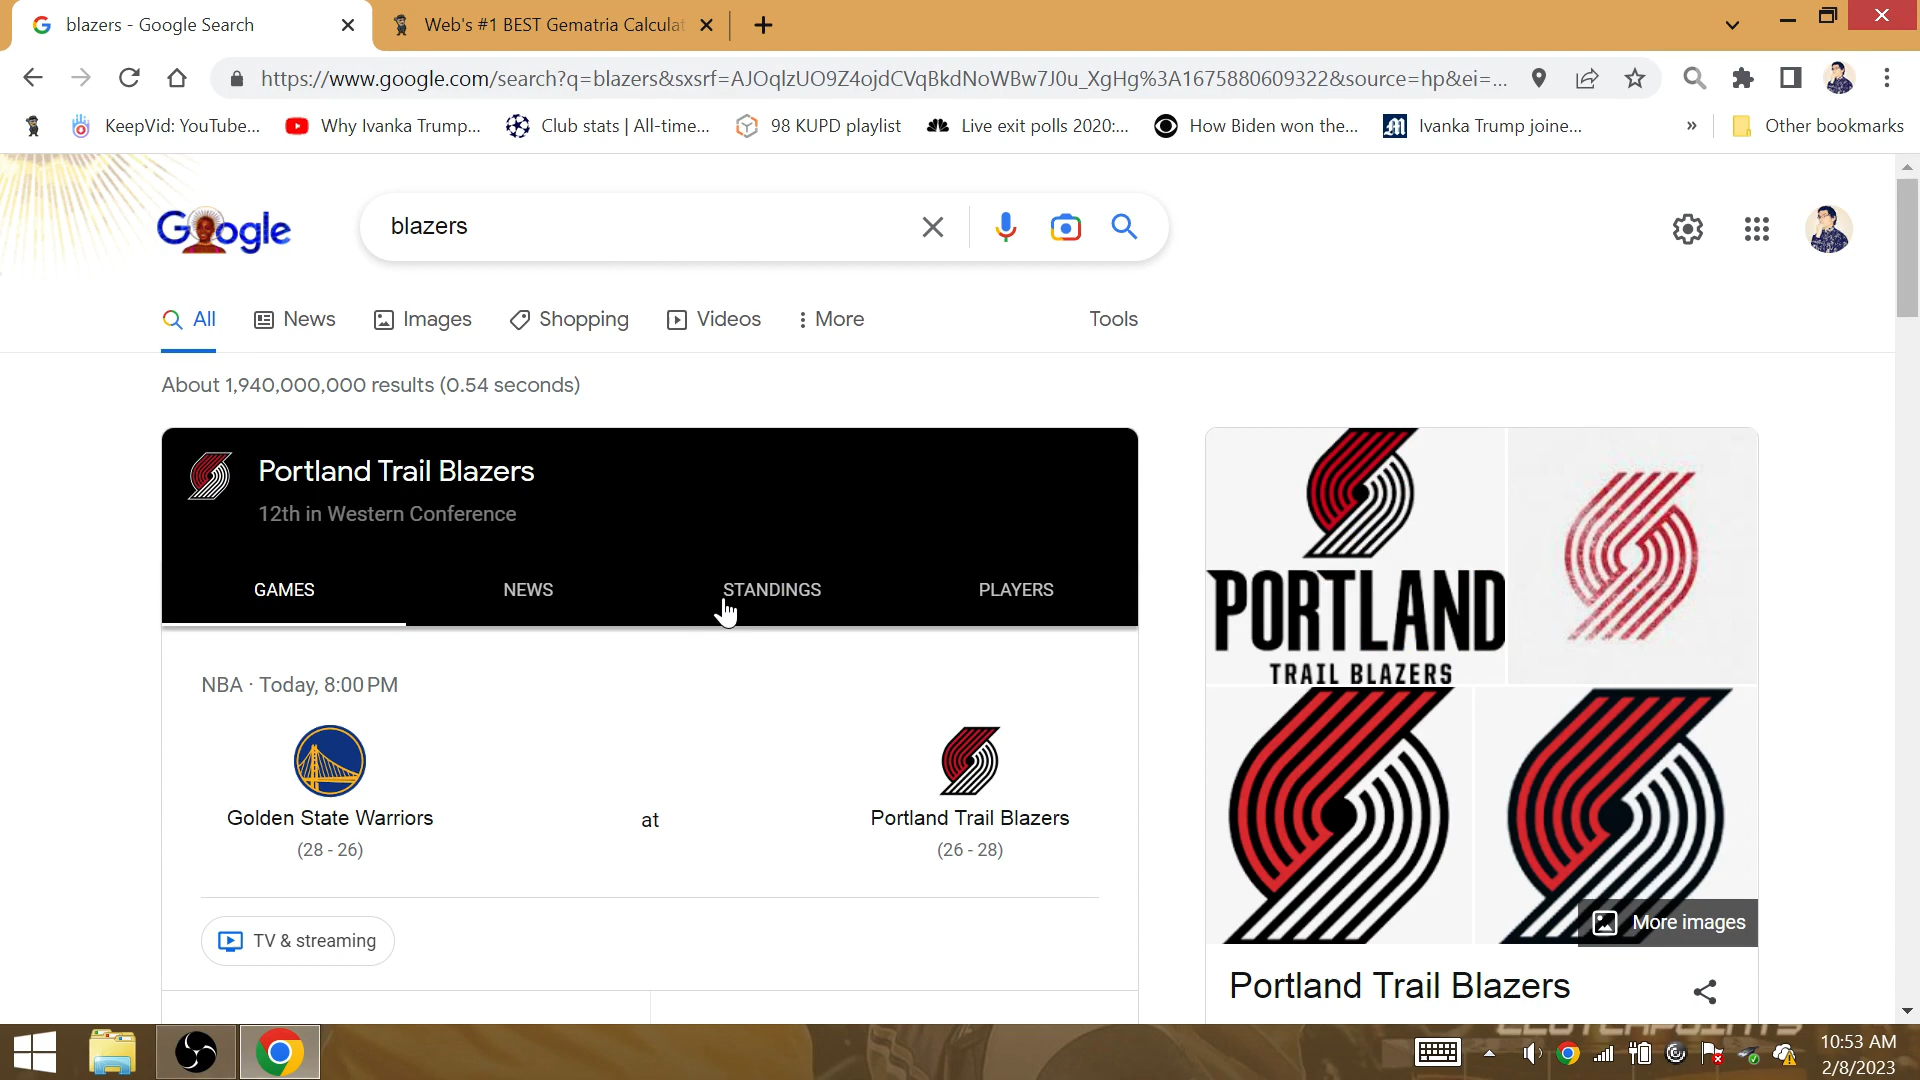 blazers - Google Search
Web's #1 BEST Gematria Calculat
https://www.google.com/search?q=blazers&sxsrf=AJOqlzUO9Z4ojdCVqBkdNoWBw7J0u_XgHg%3A1675880609322&source=hp&ei=...
KeepVid: YouTube...
Why Ivanka Trump...
Club stats | All-time...
98 KUPD playlist
Live exit polls 2020:...
How Biden won the...
Ivanka Trump joine...
»
Other bookmarks
Google
blazers
All
News
Images
Shopping
Videos
More
Tools
About 1,940,000,000 results (0.54 seconds)
Portland Trail Blazers
12th in Western Conference
GAMES
NEWS
STANDINGS
PLAYERS
NBA · Today, 8:00 PM
Golden State Warriors
(28 - 26)
at
Portland Trail Blazers
(26 - 28)
TV & streaming
PORTLAND
TRAIL BLAZERS
More images
Portland Trail Blazers
CLUTCHPOINTS
10:53 AM
2/8/2023